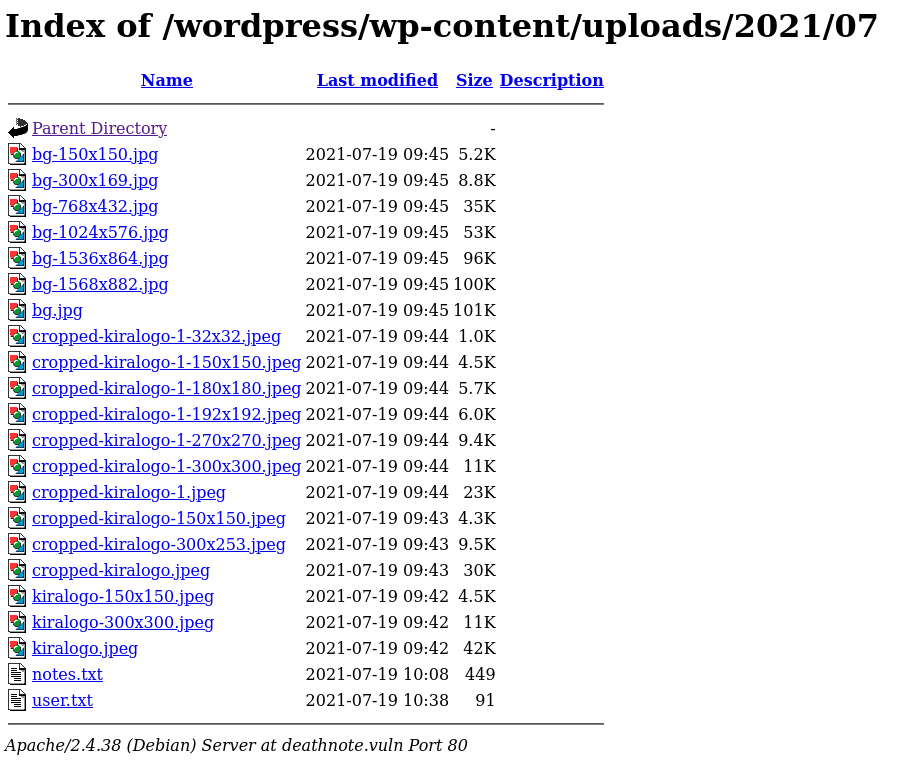 Index of /wordpress/wp-content/uploads/2021/07
Name Last modified Size Description
Parent Directory -
bg-150x150.jpg 2021-07-19 09:45 5.2K
bg-300x169.jpg 2021-07-19 09:45 8.8K
bg-768x432.jpg 2021-07-19 09:45 35K
bg-1024x576.jpg 2021-07-19 09:45 53K
bg-1536x864.jpg 2021-07-19 09:45 96K
bg-1568x882.jpg 2021-07-19 09:45 100K
bg.jpg 2021-07-19 09:45 101K
cropped-kiralogo-1-32x32.jpeg 2021-07-19 09:44 1.0K
cropped-kiralogo-1-150x150.jpeg 2021-07-19 09:44 4.5K
cropped-kiralogo-1-180x180.jpeg 2021-07-19 09:44 5.7K
cropped-kiralogo-1-192x192.jpeg 2021-07-19 09:44 6.0K
cropped-kiralogo-1-270x270.jpeg 2021-07-19 09:44 9.4K
cropped-kiralogo-1-300x300.jpeg 2021-07-19 09:44 11K
cropped-kiralogo-1.jpeg 2021-07-19 09:44 23K
cropped-kiralogo-150x150.jpeg 2021-07-19 09:43 4.3K
cropped-kiralogo-300x253.jpeg 2021-07-19 09:43 9.5K
cropped-kiralogo.jpeg 2021-07-19 09:43 30K
kiralogo-150x150.jpeg 2021-07-19 09:42 4.5K
kiralogo-300x300.jpeg 2021-07-19 09:42 11K
kiralogo.jpeg 2021-07-19 09:42 42K
notes.txt 2021-07-19 10:08 449
user.txt 2021-07-19 10:38 91
Apache/2.4.38 (Debian) Server at deathnote.vuln Port 80